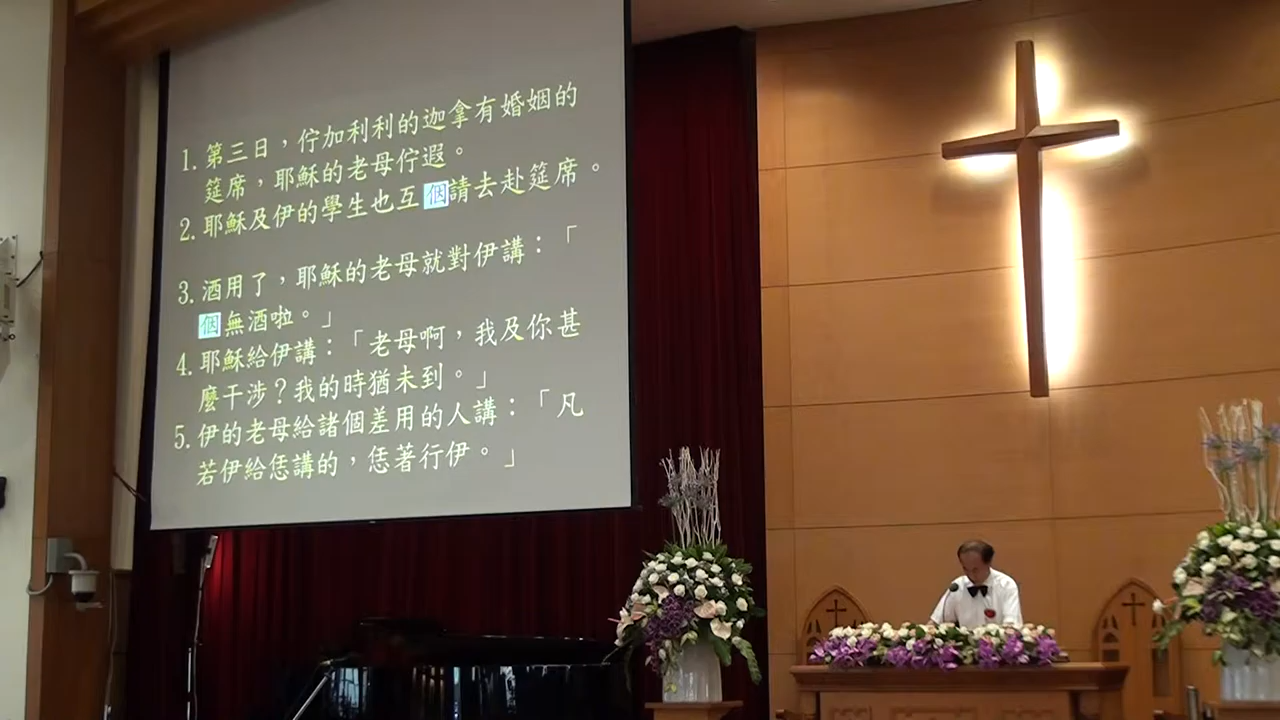 1. 第三日，佇加利利的迦拿有婚姻的
筵席，耶穌的老母佇遐。
2. 耶穌及伊的學生也互個請去赴筵席。
3. 酒用了，耶穌的老母就對伊講：「
個無酒啦。」
4. 耶穌給伊講：「老母啊，我及你甚
麼干涉？我的時猶未到。」
5. 伊的老母給諸個差用的人講：「凡
若伊給恁講的，恁著行伊。」